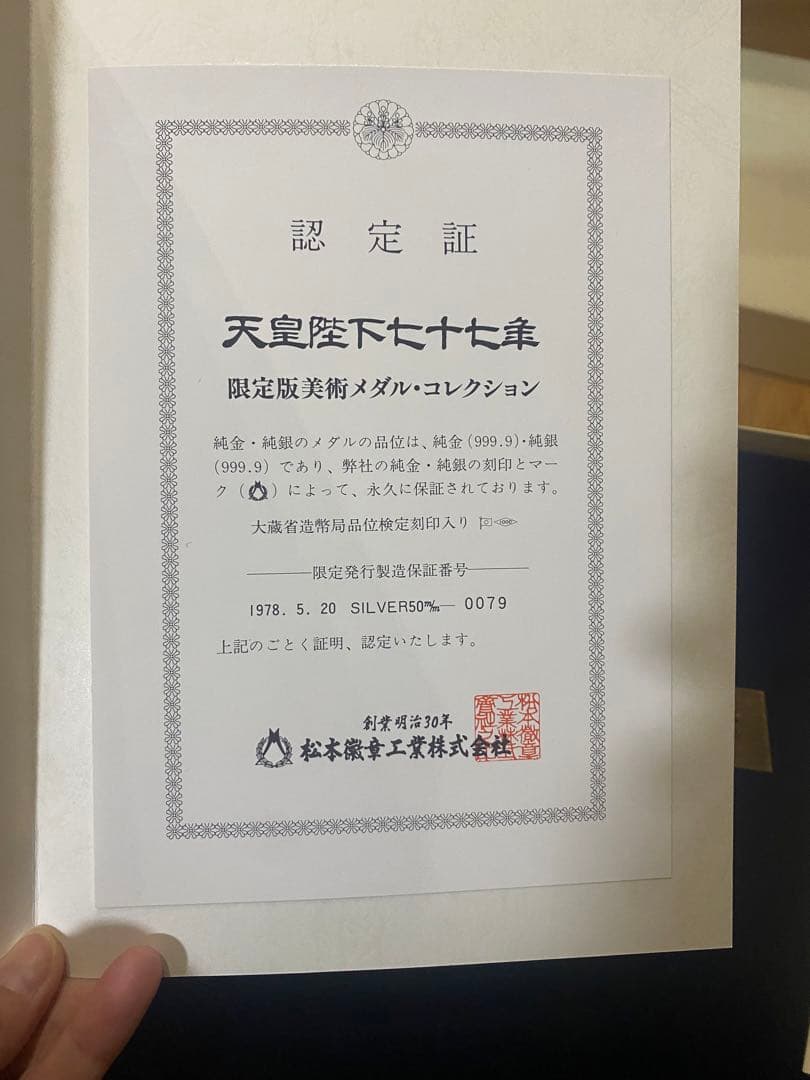 認定証
天皇陛下七十七年
限定版美術メダル・コレクション
純金・純銀のメダルの品位は、純金(999.9)・純銀
(999.9)であり、弊社の純金・純銀の刻印とマー
ク()によって、永久に保証されております。
大蔵省造幣局品位検定刻印入り
限定発行製造保証番号
1978. 5. 20 SILVER50m/m— 0079
上記のごとく証明、認定いたします。
創業明治30年
松本徽章工業株式会社